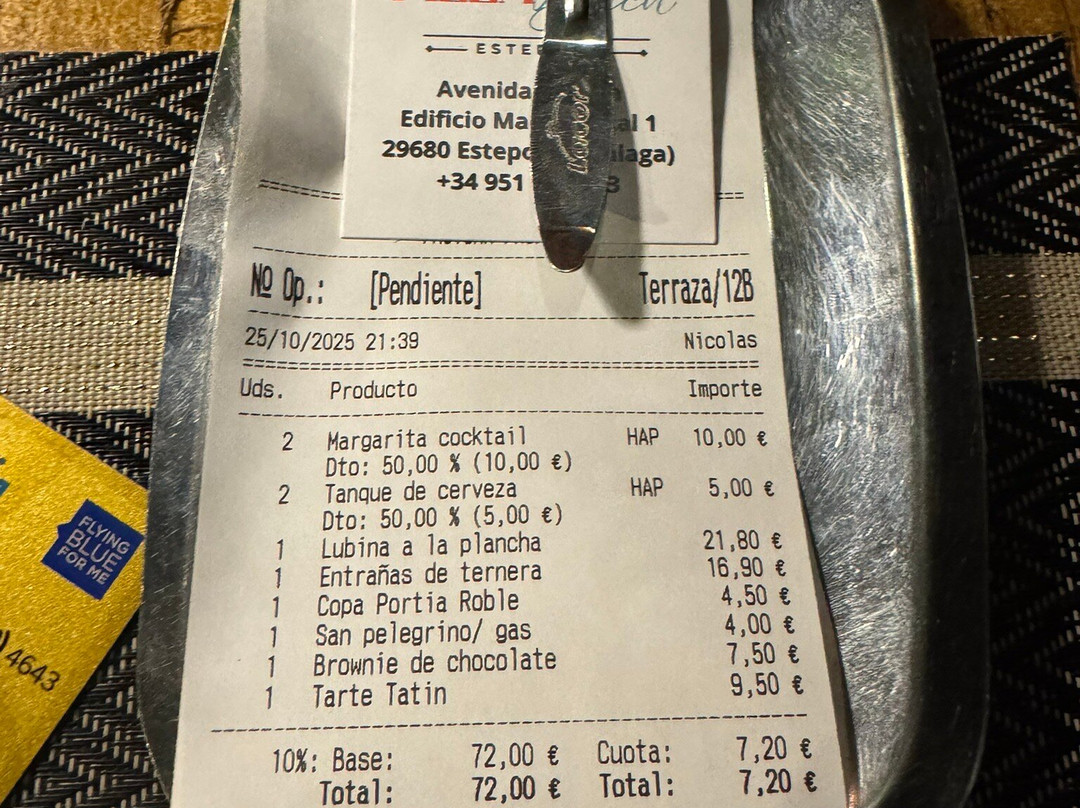 ESTE
Avenida
Edificio Ma al 1
29680 Estepo laga)
+34 951 3
Nº Op.: [Pendiente] Terraza/12B
25/10/2025 21:39 Nicolas
Uds. Producto Importe
2 Margarita cocktail HAP 10,00 €
Dto: 50,00 % (10,00 €)
2 Tanque de cerveza HAP 5,00 €
Dto: 50,00 % (5,00 €)
1 Lubina a la plancha 21,80 €
1 Entrañas de ternera 16,90 €
1 Copa Portia Roble 4,50 €
1 San pelegrino/ gas 4,00 €
1 Brownie de chocolate 7,50 €
1 Tarte Tatin 9,50 €
10%: Base: 72,00 € Cuota: 7,20 €
Total: 72,00 € Total: 7,20 €
FLYING
BLUE
FOR ME
4643